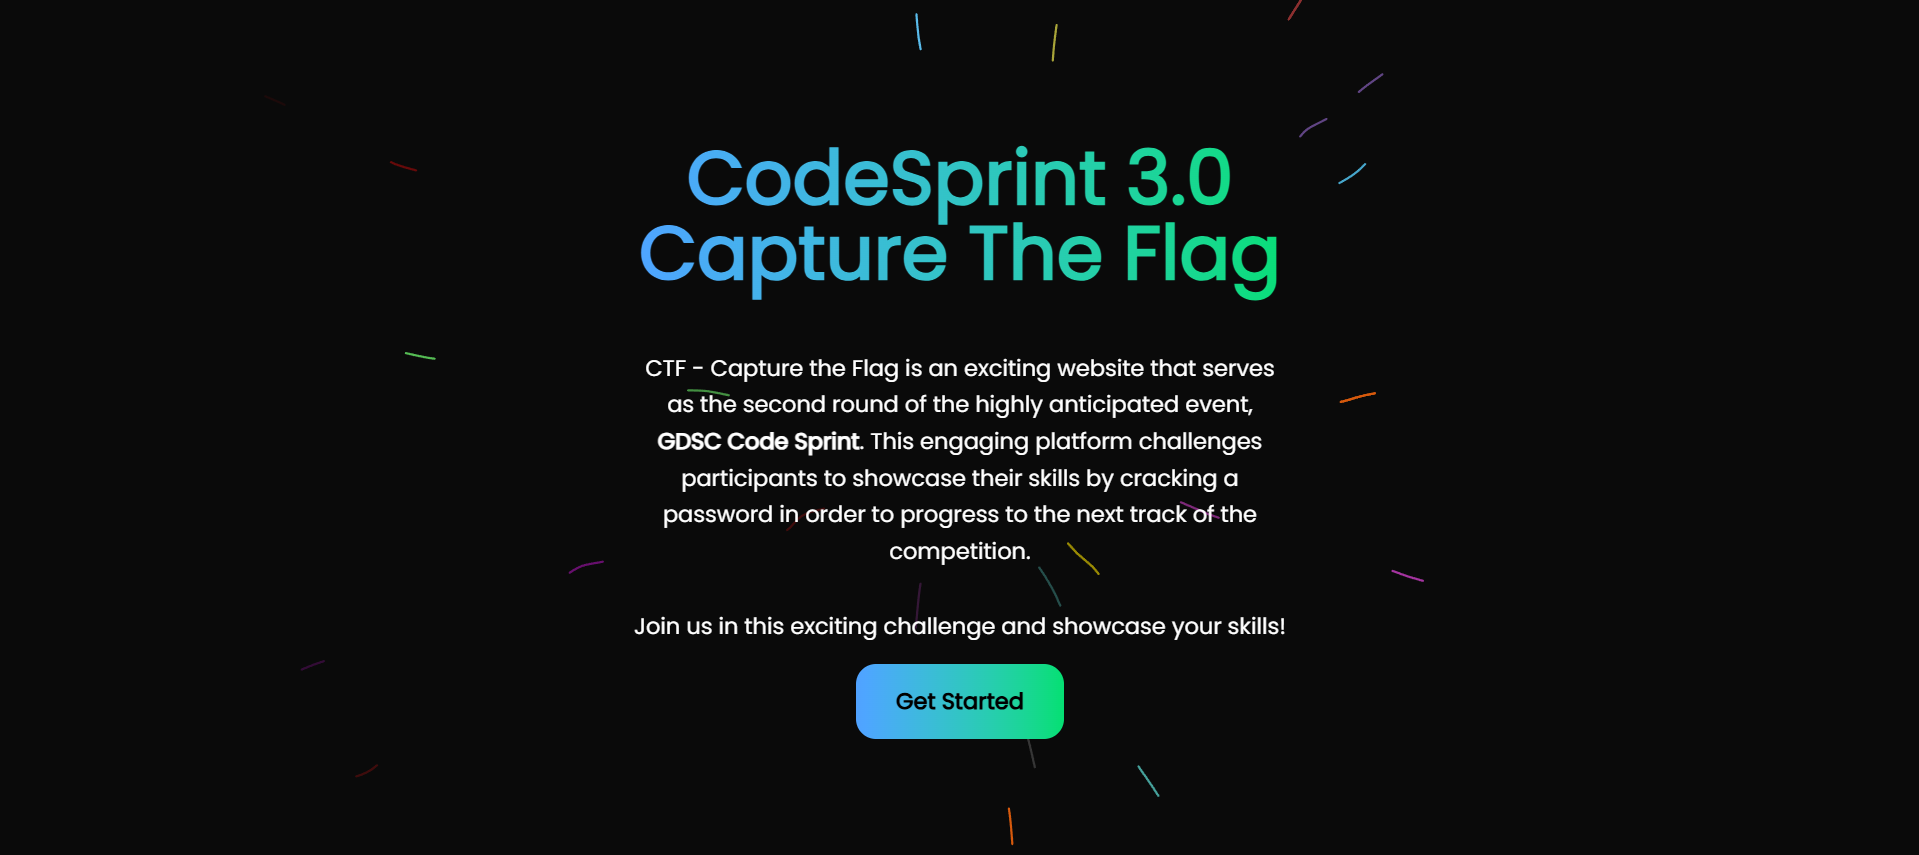 CodeSprint 3.0
Capture The Flag
CTF - Capture the Flag is an exciting website that serves
as the second round of the highly anticipated event,
GDSC Code Sprint. This engaging platform challenges
participants to showcase their skills by cracking a
password in order to progress to the next track of the
competition.
Join us in this exciting challenge and showcase your skills!
Get Started